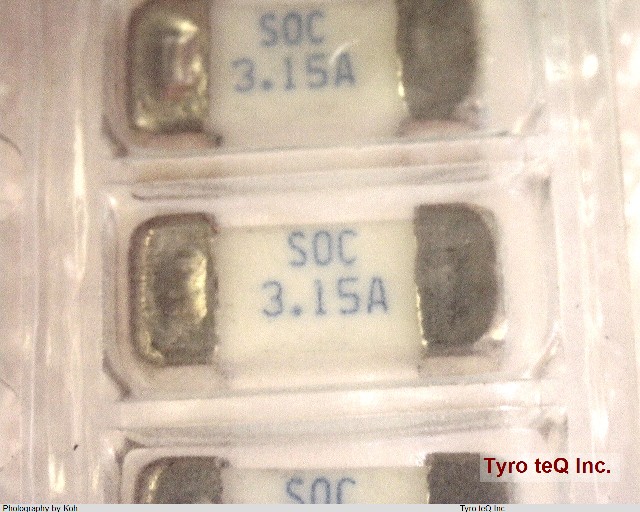 SOC
3.15A
SOC
3.15A
SOC
Tyro teQ Inc.
Photography by Koh
Tyro teQ Inc